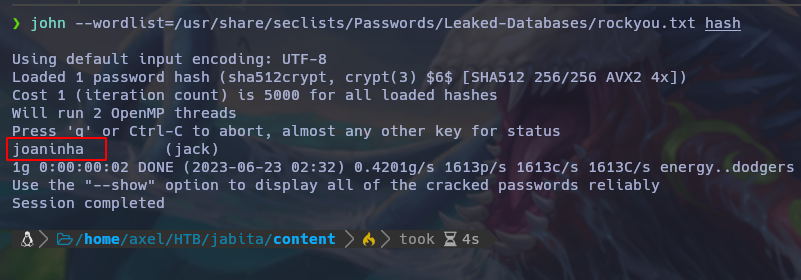 ❯ john --wordlist=/usr/share/seclists/Passwords/Leaked-Databases/rockyou.txt hash
Using default input encoding: UTF-8
Loaded 1 password hash (sha512crypt, crypt(3) $6$ [SHA512 256/256 AVX2 4x])
Cost 1 (iteration count) is 5000 for all loaded hashes
Will run 2 OpenMP threads
Press 'q' or Ctrl-C to abort, almost any other key for status
joaninha (jack)
1g 0:00:00:02 DONE (2023-06-23 02:32) 0.4201g/s 1613p/s 1613c/s 1613C/s energy..dodgers
Use the "--show" option to display all of the cracked passwords reliably
Session completed
/home/axel/HTB/jabita/content took 4s